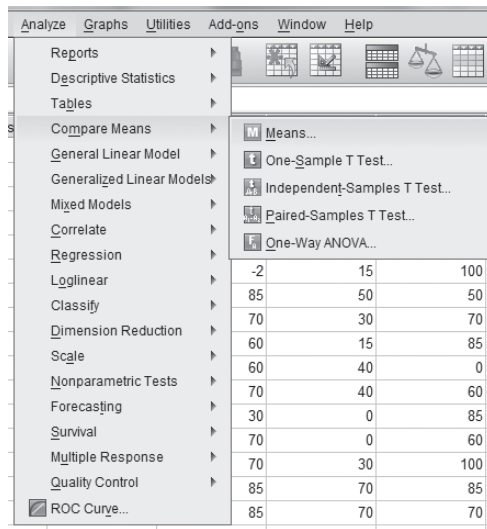 Analyze Graphs Utilities Add-ons Window Help
Reports
Descriptive Statistics
Tables
Compare Means
General Linear Model
Generalized Linear Models
Mixed Models
Correlate
Regression
Loglinear
Classify
Dimension Reduction
Scale
Nonparametric Tests
Forecasting
Survival
Multiple Response
Quality Control
ROC Curve...
Means...
One-Sample T Test...
Independent-Samples T Test...
Paired-Samples T Test...
One-Way ANOVA...
-2 15 100
85 50 50
70 30 70
60 15 85
60 40 0
70 40 60
30 0 85
70 0 60
70 30 100
85 70 85
85 70 70